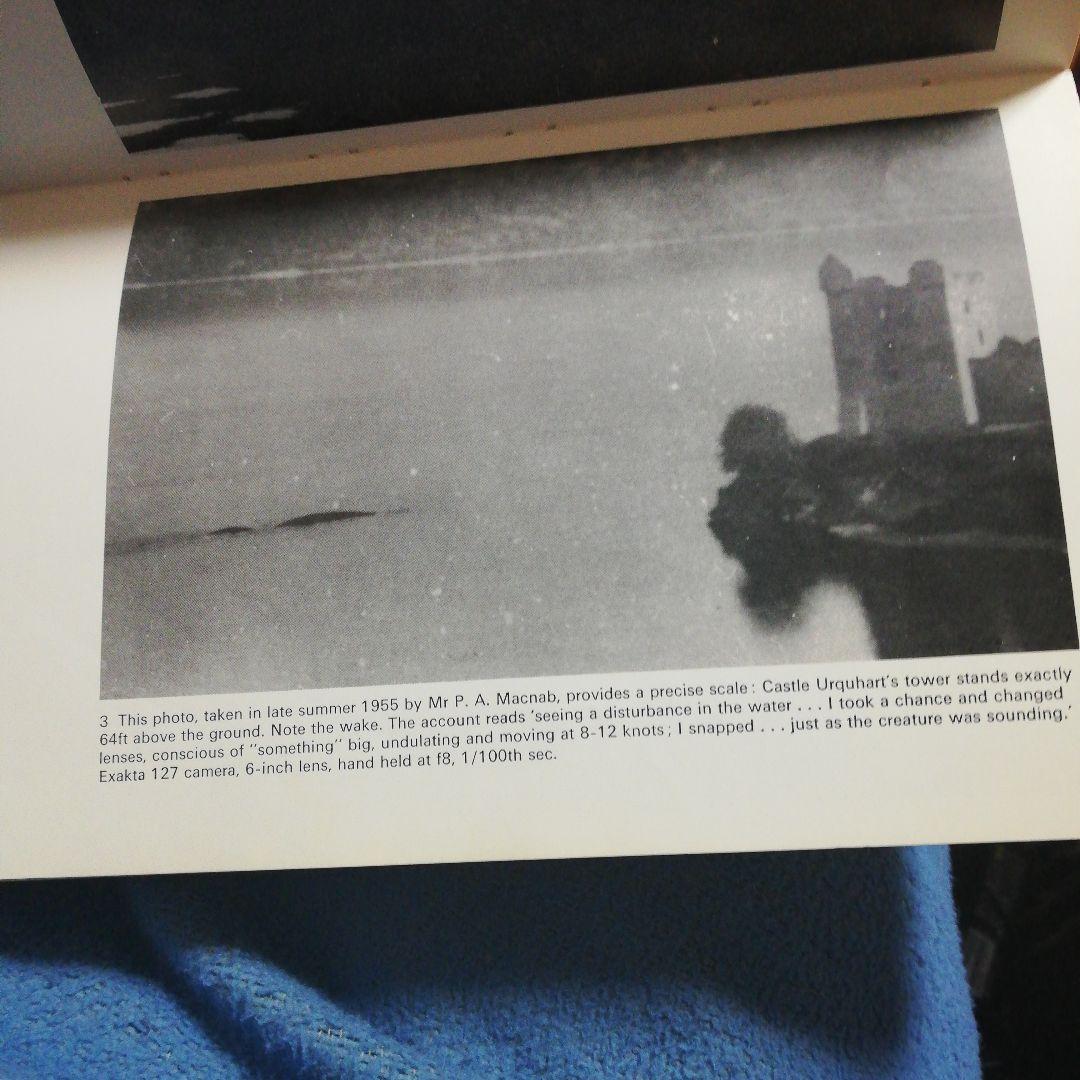 3 This photo, taken in late summer 1955 by Mr P. A. Macnab, provides a precise scale: Castle Urquhart's tower stands exactly
64ft above the ground. Note the wake. The account reads 'seeing a disturbance in the water . . . I took a chance and changed
lenses, conscious of "something" big, undulating and moving at 8-12 knots; I snapped . . . just as the creature was sounding.'
Exakta 127 camera, 6-inch lens, hand held at f8, 1/100th sec.